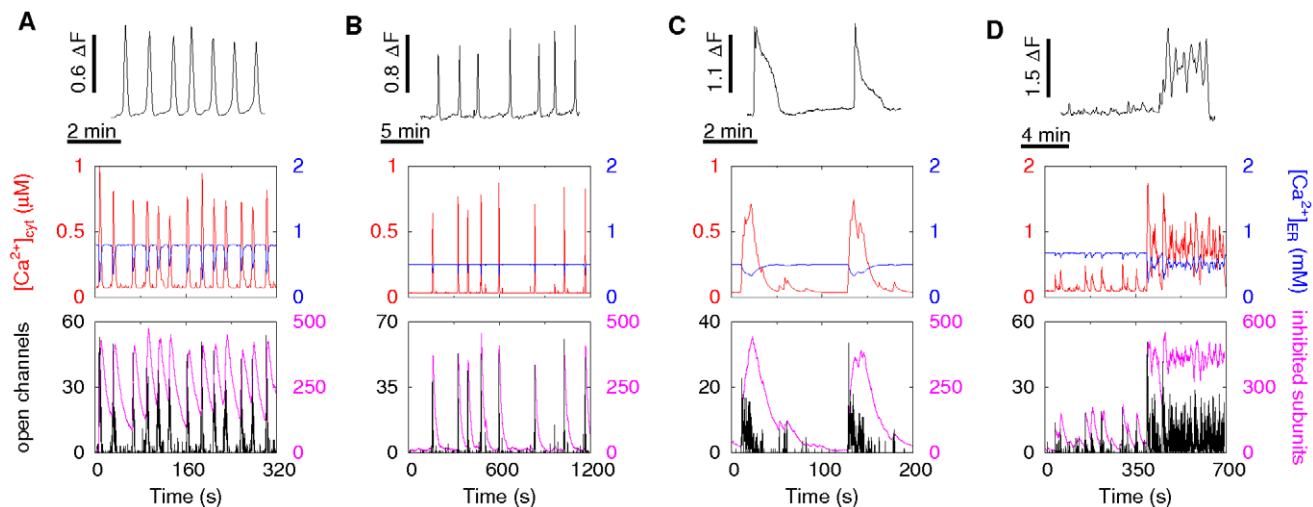 A
0.6 ΔF
2 min
B
0.8 ΔF
5 min
C
1.1 ΔF
2 min
D
1.5 ΔF
4 min
[Ca2+]cyt (μM)
1
0.5
0
2
1
0
1
0.5
0
2
1
0
1
0.5
0
2
1
0
2
1
0
2
1
0
[Ca2+]ER (mM)
open channels
60
30
0
500
250
0
0 160 320
Time (s)
70
35
0
500
250
0
0 600 1200
Time (s)
40
20
0
500
250
0
0 100 200
Time (s)
60
30
0
600
300
0
0 350 700
Time (s)
inhibited subunits